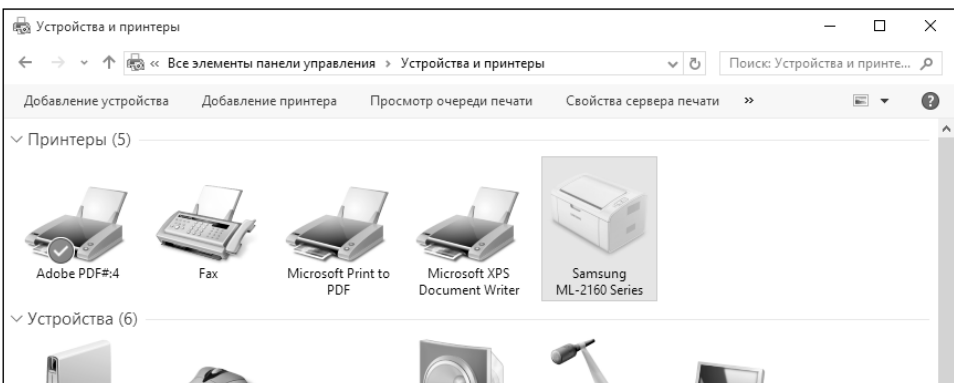 Устройства и принтеры
« Все элементы панели управления › Устройства и принтеры
Поиск: Устройства и принте...
Добавление устройства Добавление принтера Просмотр очереди печати Свойства сервера печати »
Принтеры (5)
Adobe PDF#:4
Fax
Microsoft Print to
PDF
Microsoft XPS
Document Writer
Samsung
ML-2160 Series
Устройства (6)